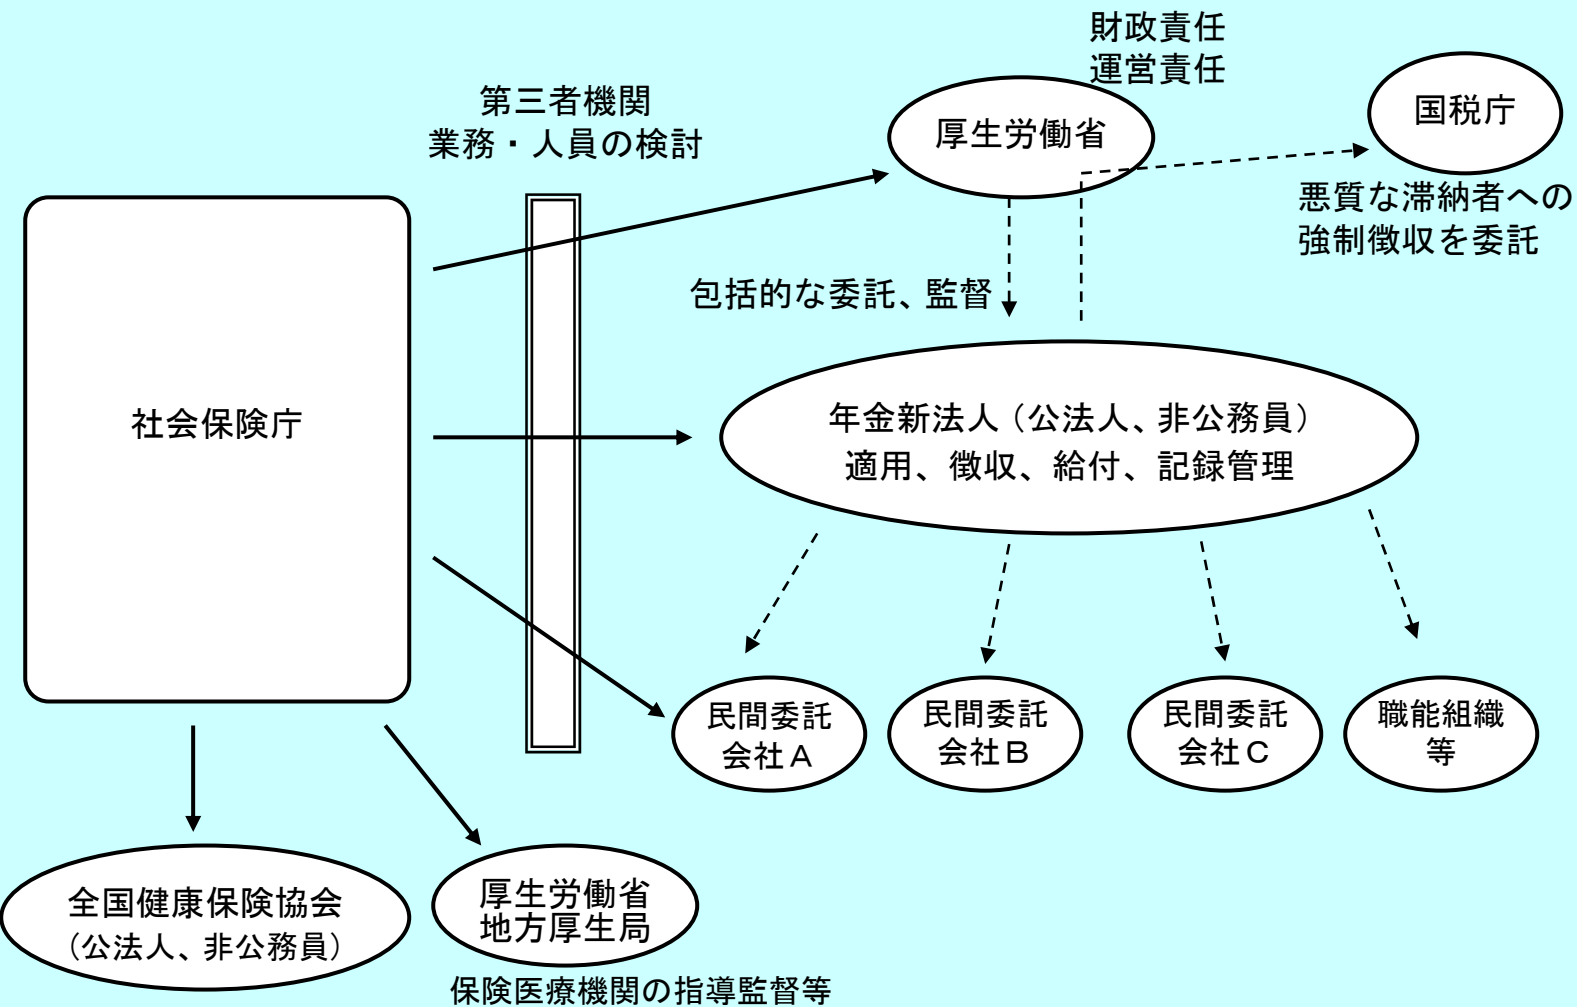 財政責任
運営責任
第三者機関
業務・人員の検討
厚生労働省
国税庁
悪質な滞納者への
強制徴収を委託
包括的な委託、監督
社会保険庁
年金新法人（公法人、非公務員）
適用、徴収、給付、記録管理
民間委託
会社Ａ
民間委託
会社Ｂ
民間委託
会社Ｃ
職能組織
等
全国健康保険協会
（公法人、非公務員）
厚生労働省
地方厚生局
保険医療機関の指導監督等